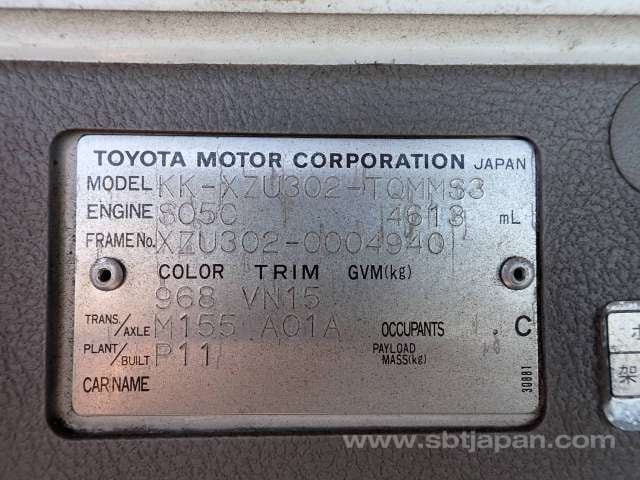 TOYOTA MOTOR CORPORATION JAPAN
MODEL KK-XZU302-TQMMS3
ENGINE S05C 4613 mL
FRAME No. XZU302-0004940
COLOR TRIM GVM(kg)
968 VN15
TRANS./AXLE M155 A01A OCCUPANTS C
PLANT/BUILT P11 PAYLOAD MASS(kg)
CAR NAME
30881
架
www.sbtjapan.com